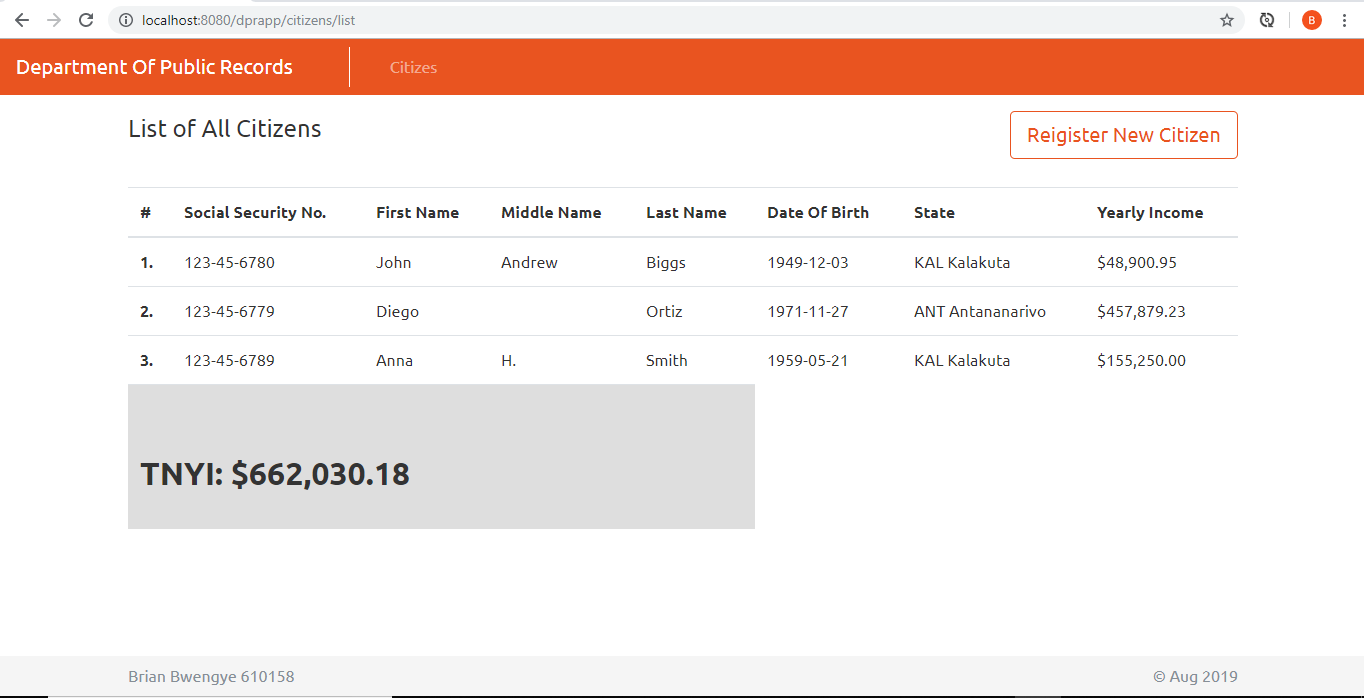 localhost:8080/dprapp/citizens/list B
Department Of Public Records Citizes
List of All Citizens Reigister New Citizen
# Social Security No. First Name Middle Name Last Name Date Of Birth State Yearly Income
1. 123-45-6780 John Andrew Biggs 1949-12-03 KAL Kalakuta $48,900.95
2. 123-45-6779 Diego Ortiz 1971-11-27 ANT Antananarivo $457,879.23
3. 123-45-6789 Anna H. Smith 1959-05-21 KAL Kalakuta $155,250.00
TNYI: $662,030.18
Brian Bwengye 610158 © Aug 2019